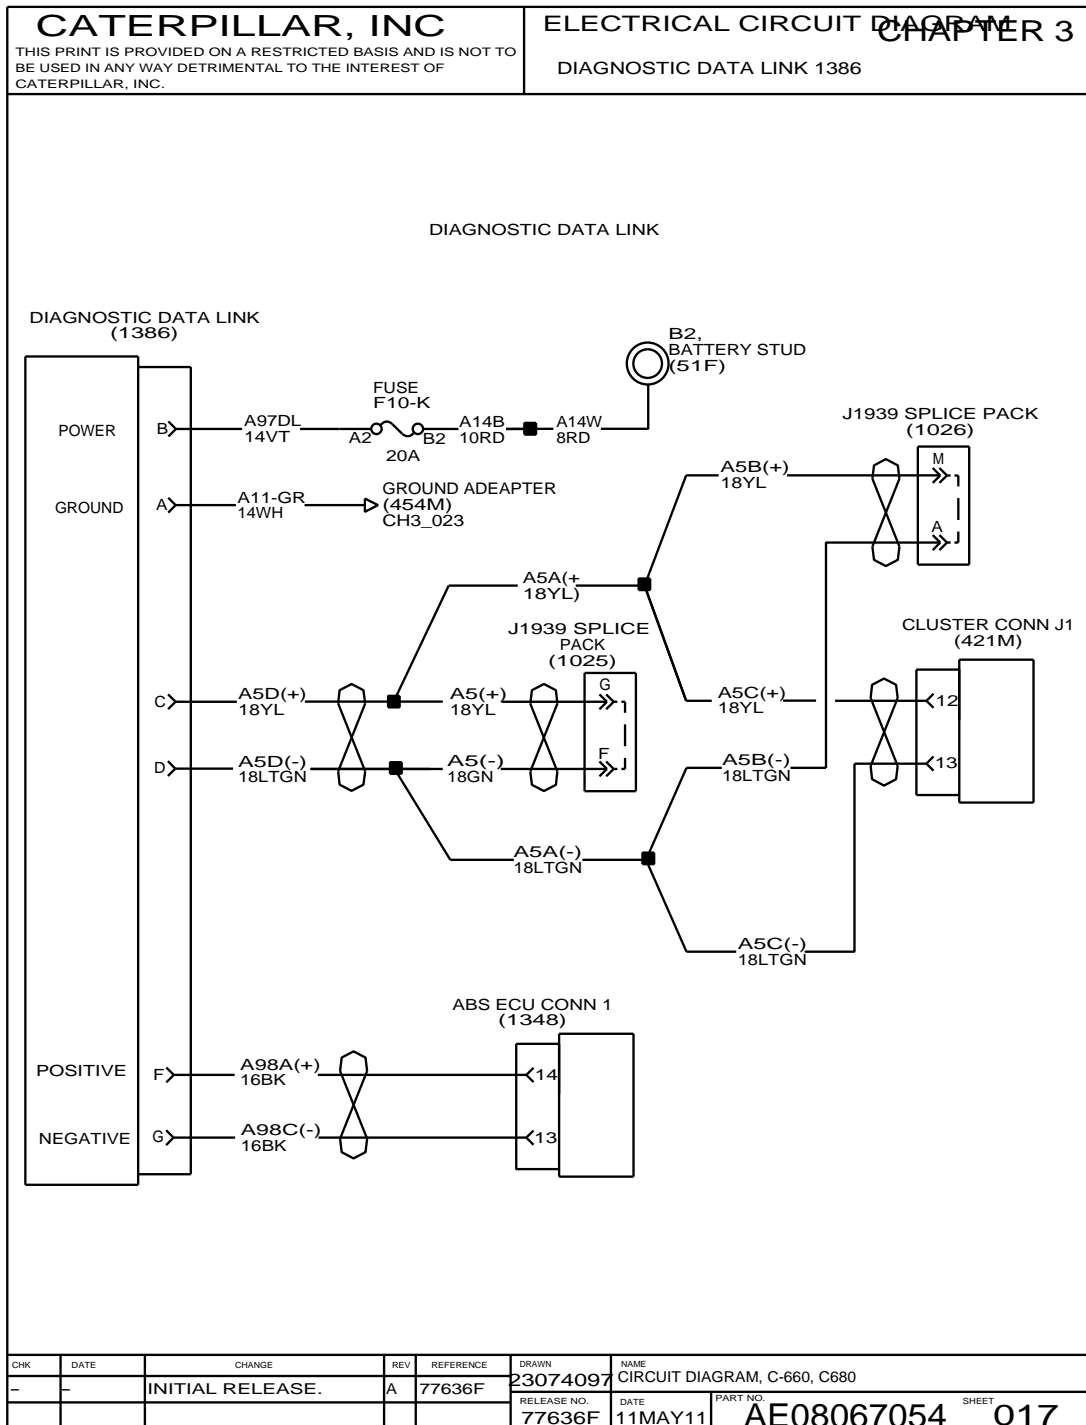 CATERPILLAR, INC
THIS PRINT IS PROVIDED ON A RESTRICTED BASIS AND IS NOT TO
BE USED IN ANY WAY DETRIMENTAL TO THE INTEREST OF
CATERPILLAR, INC.
ELECTRICAL CIRCUIT DIAGRAM
CHAPTER 3
DIAGNOSTIC DATA LINK 1386
DIAGNOSTIC DATA LINK
DIAGNOSTIC DATA LINK
(1386)
B2,
BATTERY STUD
(51F)
FUSE
F10-K
POWER
B
A97DL
14VT
A2
B2
20A
A14B
10RD
A14W
8RD
J1939 SPLICE PACK
(1026)
M
A
GROUND
A
A11-GR
14WH
GROUND ADEAPTER
(454M)
CH3_023
A5B(+)
18YL
A5A(+
18YL)
J1939 SPLICE
PACK
(1025)
G
F
CLUSTER CONN J1
(421M)
12
13
C
A5D(+)
18YL
A5(+)
18YL
A5C(+)
18YL
D
A5D(-)
18LTGN
A5(-)
18GN
A5B(-)
18LTGN
A5A(-)
18LTGN
A5C(-)
18LTGN
ABS ECU CONN 1
(1348)
POSITIVE
F
A98A(+)
16BK
14
NEGATIVE
G
A98C(-)
16BK
13
CHK
DATE
CHANGE
REV
REFERENCE
DRAWN
NAME
–
–
INITIAL RELEASE.
A
77636F
23074097
CIRCUIT DIAGRAM, C-660, C680
RELEASE NO.
DATE
PART NO.
SHEET
77636F
11MAY11
AE08067054
017